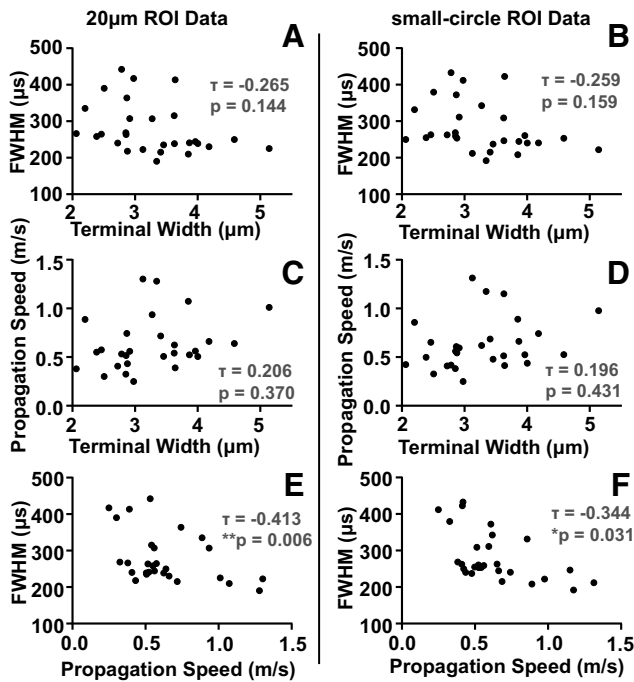 20µm ROI Data
small-circle ROI Data
A
FWHM (µs)
500
400
300
200
100
τ = -0.265
p = 0.144
2
3
4
5
Terminal Width (µm)
B
FWHM (µs)
500
400
300
200
100
τ = -0.259
p = 0.159
2
3
4
5
Terminal Width (µm)
C
Propagation Speed (m/s)
1.5
1.0
0.5
0.0
τ = 0.206
p = 0.370
2
3
4
5
Terminal Width (µm)
D
Propagation Speed (m/s)
1.5
1.0
0.5
0.0
τ = 0.196
p = 0.431
2
3
4
5
Terminal Width (µm)
E
FWHM (µs)
500
400
300
200
100
τ = -0.413
**p = 0.006
0.0
0.5
1.0
1.5
Propagation Speed (m/s)
F
FWHM (µs)
500
400
300
200
100
τ = -0.344
*p = 0.031
0.0
0.5
1.0
1.5
Propagation Speed (m/s)